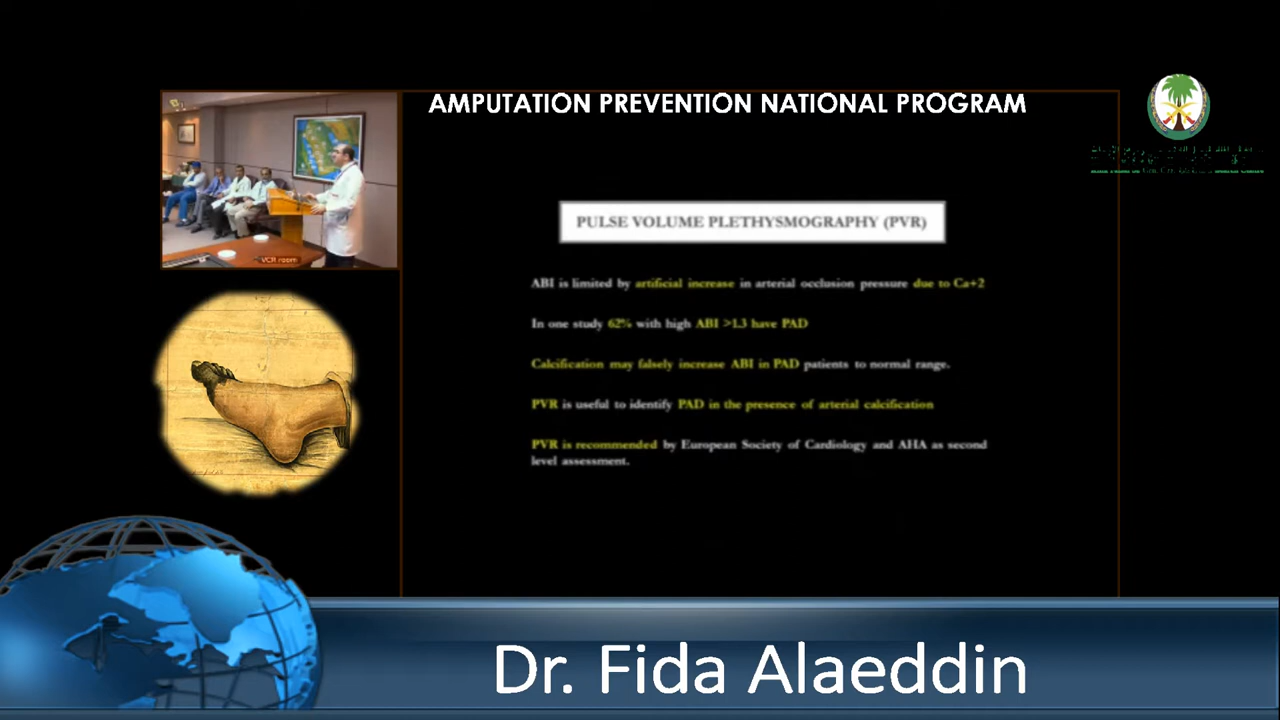 AMPUTATION PREVENTION NATIONAL PROGRAM
VCR room
PULSE VOLUME PLETHYSMOGRAPHY (PVR)
ABI is limited by artificial increase in arterial occlusion pressure due to Ca+2
In one study 62% with high ABI >1.3 have PAD
Calcification may falsely increase ABI in PAD patients to normal range.
PVR is useful to identify PAD in the presence of arterial calcification
PVR is recommended by European Society of Cardiology and AHA as second
level assessment.
Dr. Fida Alaeddin